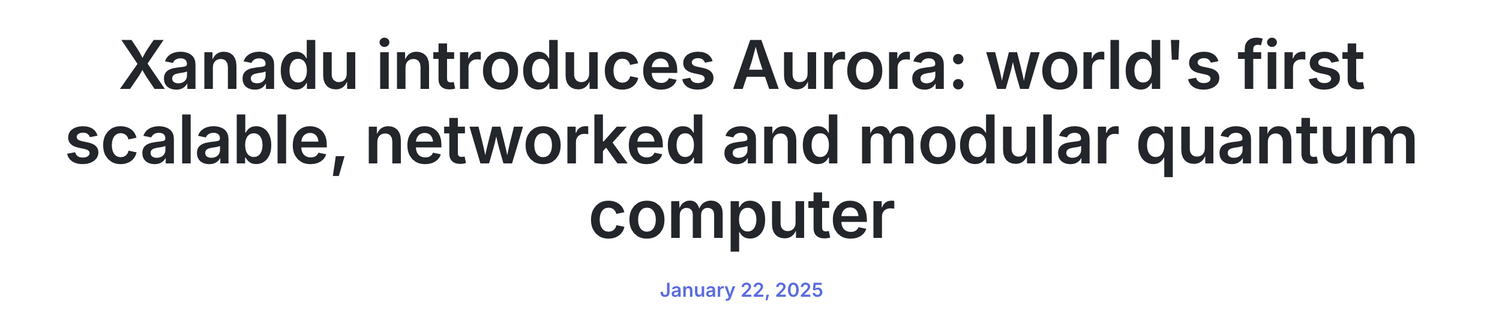 Xanadu introduces Aurora: world's first
scalable, networked and modular quantum
computer
January 22, 2025